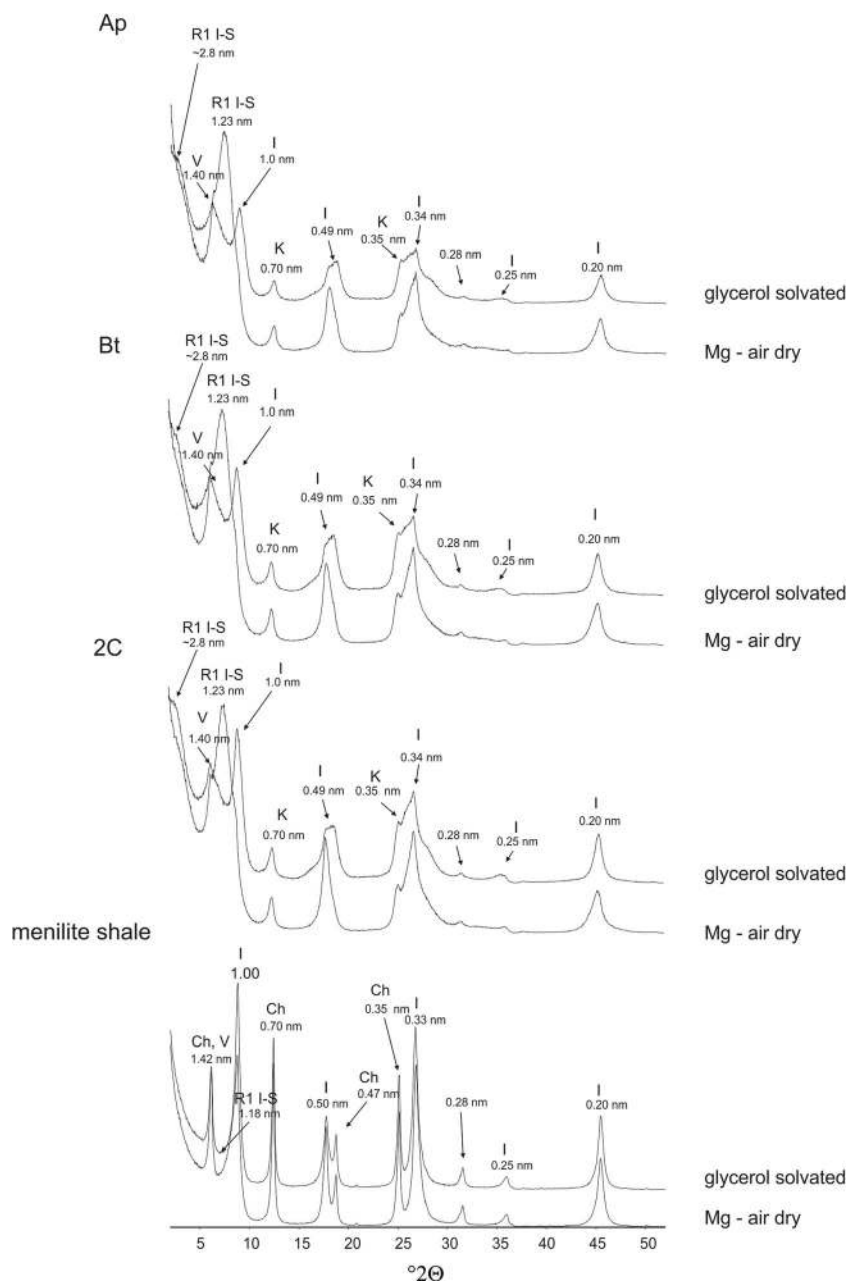 Ap
R1 I-S
~2.8 nm
R1 I-S
1.23 nm
I
1.0 nm
V
1.40 nm
K
0.70 nm
I
0.49 nm
K
0.35 nm
I
0.34 nm
0.28 nm
I
0.25 nm
I
0.20 nm
glycerol solvated
Mg - air dry
Bt
R1 I-S
~2.8 nm
R1 I-S
1.23 nm
I
1.0 nm
V
1.40 nm
K
0.70 nm
I
0.49 nm
K
0.35 nm
I
0.34 nm
0.28 nm
I
0.25 nm
I
0.20 nm
glycerol solvated
Mg - air dry
2C
R1 I-S
~2.8 nm
R1 I-S
1.23 nm
I
1.0 nm
V
1.40 nm
K
0.70 nm
I
0.49 nm
K
0.35 nm
I
0.34 nm
0.28 nm
I
0.25 nm
I
0.20 nm
glycerol solvated
Mg - air dry
menilite shale
I
1.00
Ch, V
1.42 nm
R1 I-S
1.18 nm
Ch
0.70 nm
I
0.50 nm
Ch
0.47 nm
Ch
0.35 nm
I
0.33 nm
0.28 nm
I
0.25 nm
I
0.20 nm
glycerol solvated
Mg - air dry
5 10 15 20 25 30 35 40 45 50
°2Θ